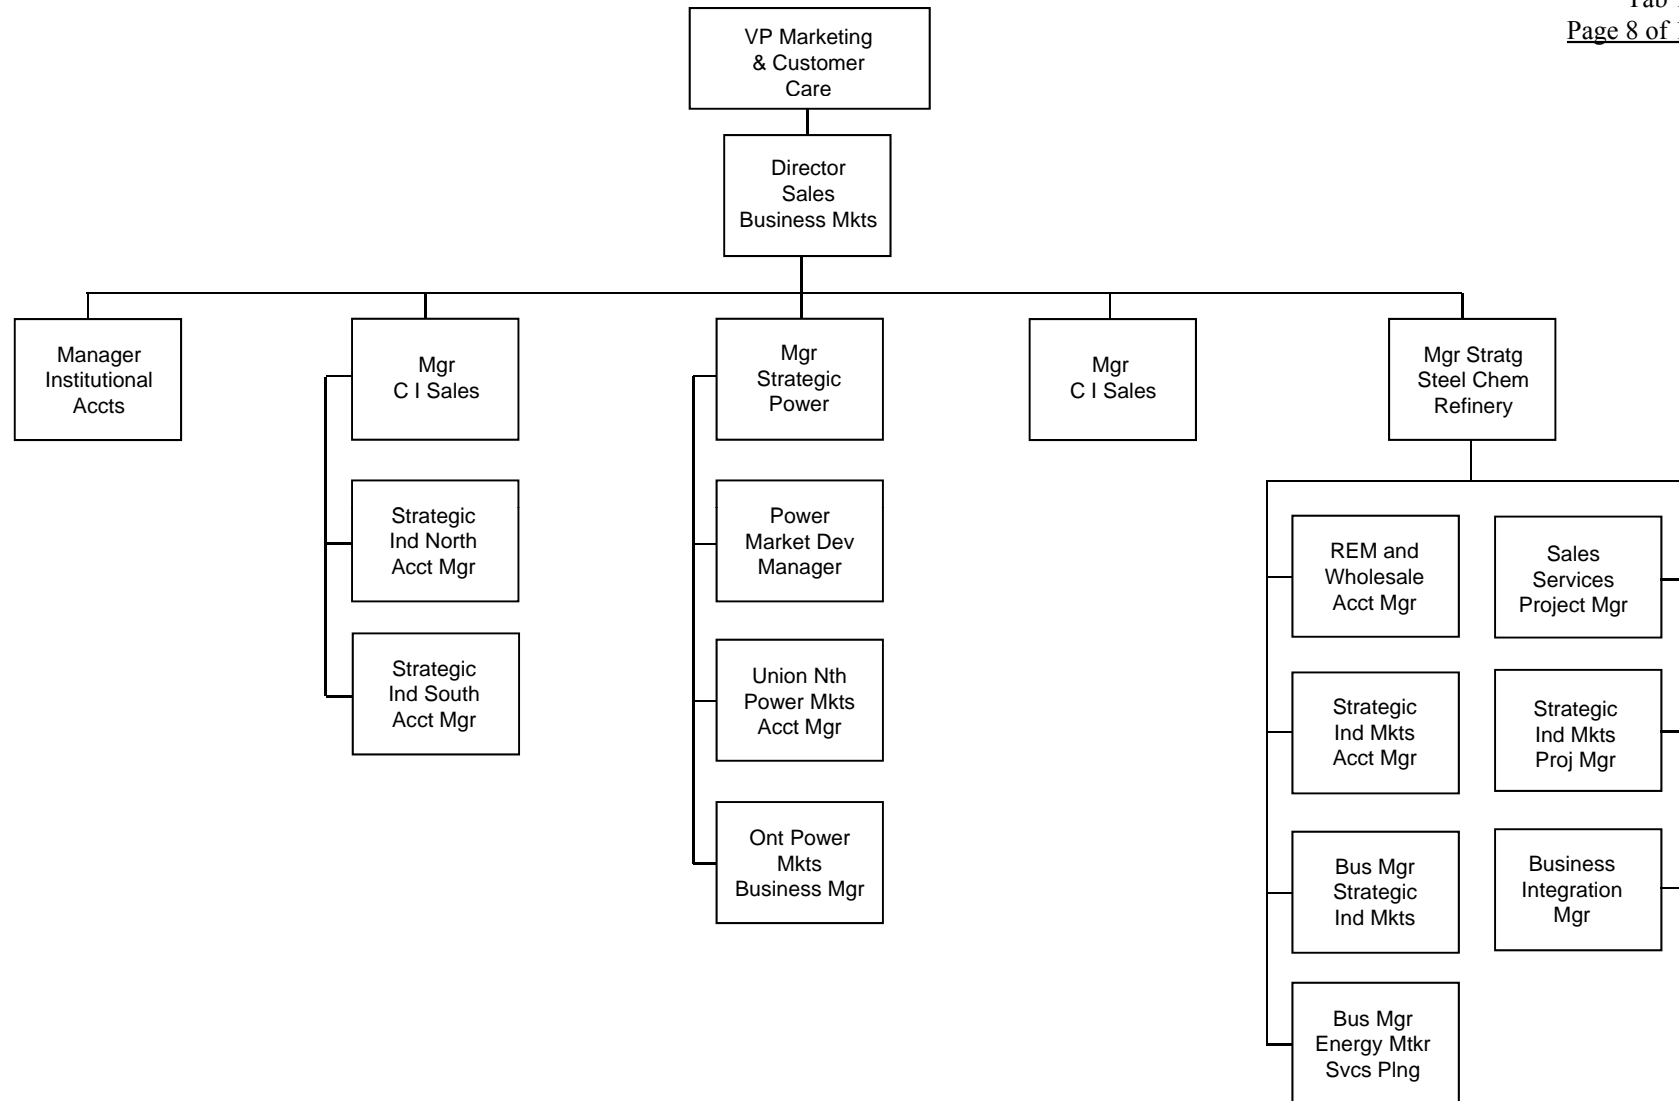 Tab
Page 8 of
VP Marketing
& Customer
Care
Director
Sales
Business Mkts
Manager
Institutional
Accts
Mgr
C I Sales
Mgr
Strategic
Power
Mgr
C I Sales
Mgr Stratg
Steel Chem
Refinery
Strategic
Ind North
Acct Mgr
Strategic
Ind South
Acct Mgr
Power
Market Dev
Manager
Union Nth
Power Mkts
Acct Mgr
Ont Power
Mkts
Business Mgr
REM and
Wholesale
Acct Mgr
Sales
Services
Project Mgr
Strategic
Ind Mkts
Acct Mgr
Strategic
Ind Mkts
Proj Mgr
Bus Mgr
Strategic
Ind Mkts
Business
Integration
Mgr
Bus Mgr
Energy Mtkr
Svcs Plng